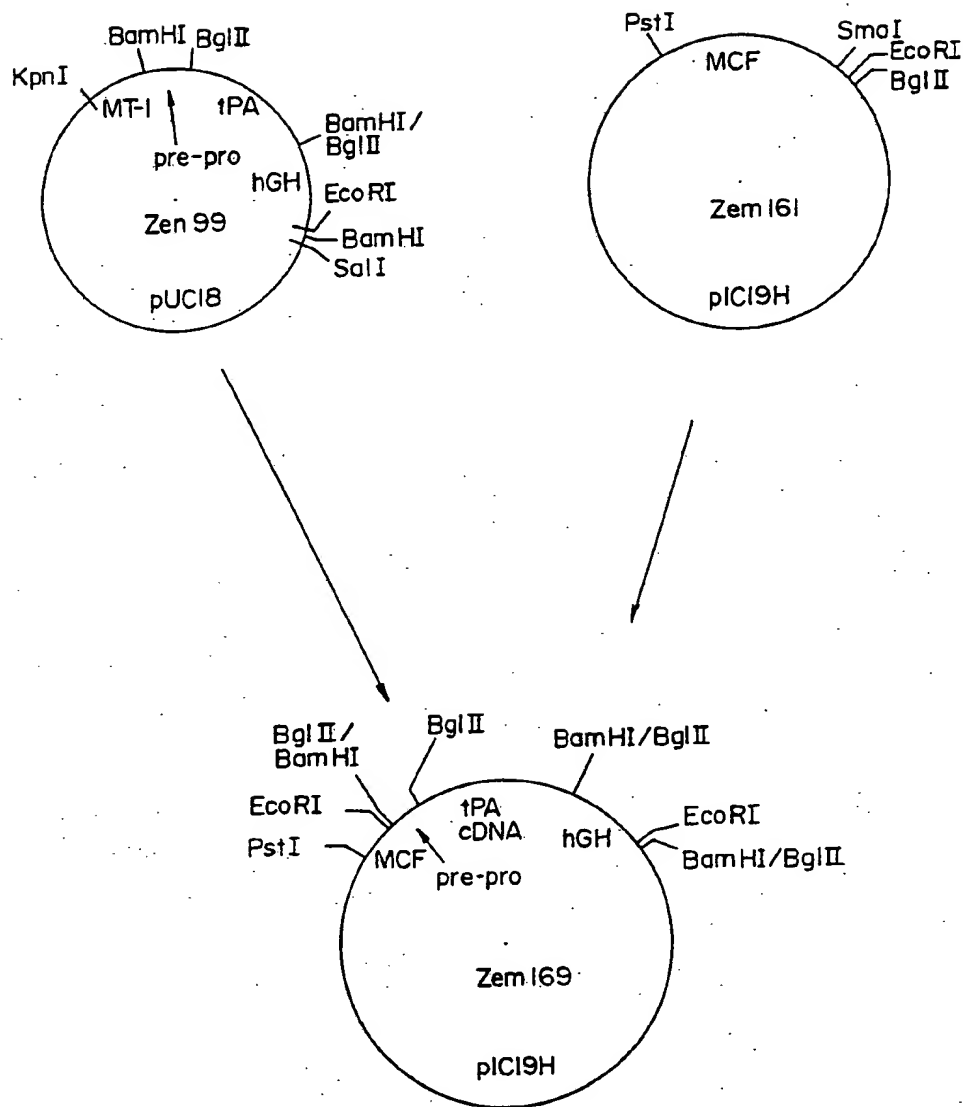 BamHI
BglII
KpnI
MT-I
tPA
pre-pro
BamHI/
BglII
hGH
EcoRI
Zen 99
BamHI
SalI
pUC18
PstI
MCF
SmaI
EcoRI
BglII
Zem 161
pIC19H
BglII/
BamHI
BglII
BamHI/BglII
EcoRI
tPA
cDNA
hGH
EcoRI
PstI
MCF
pre-pro
BamHI/BglII
Zem 169
pIC19H